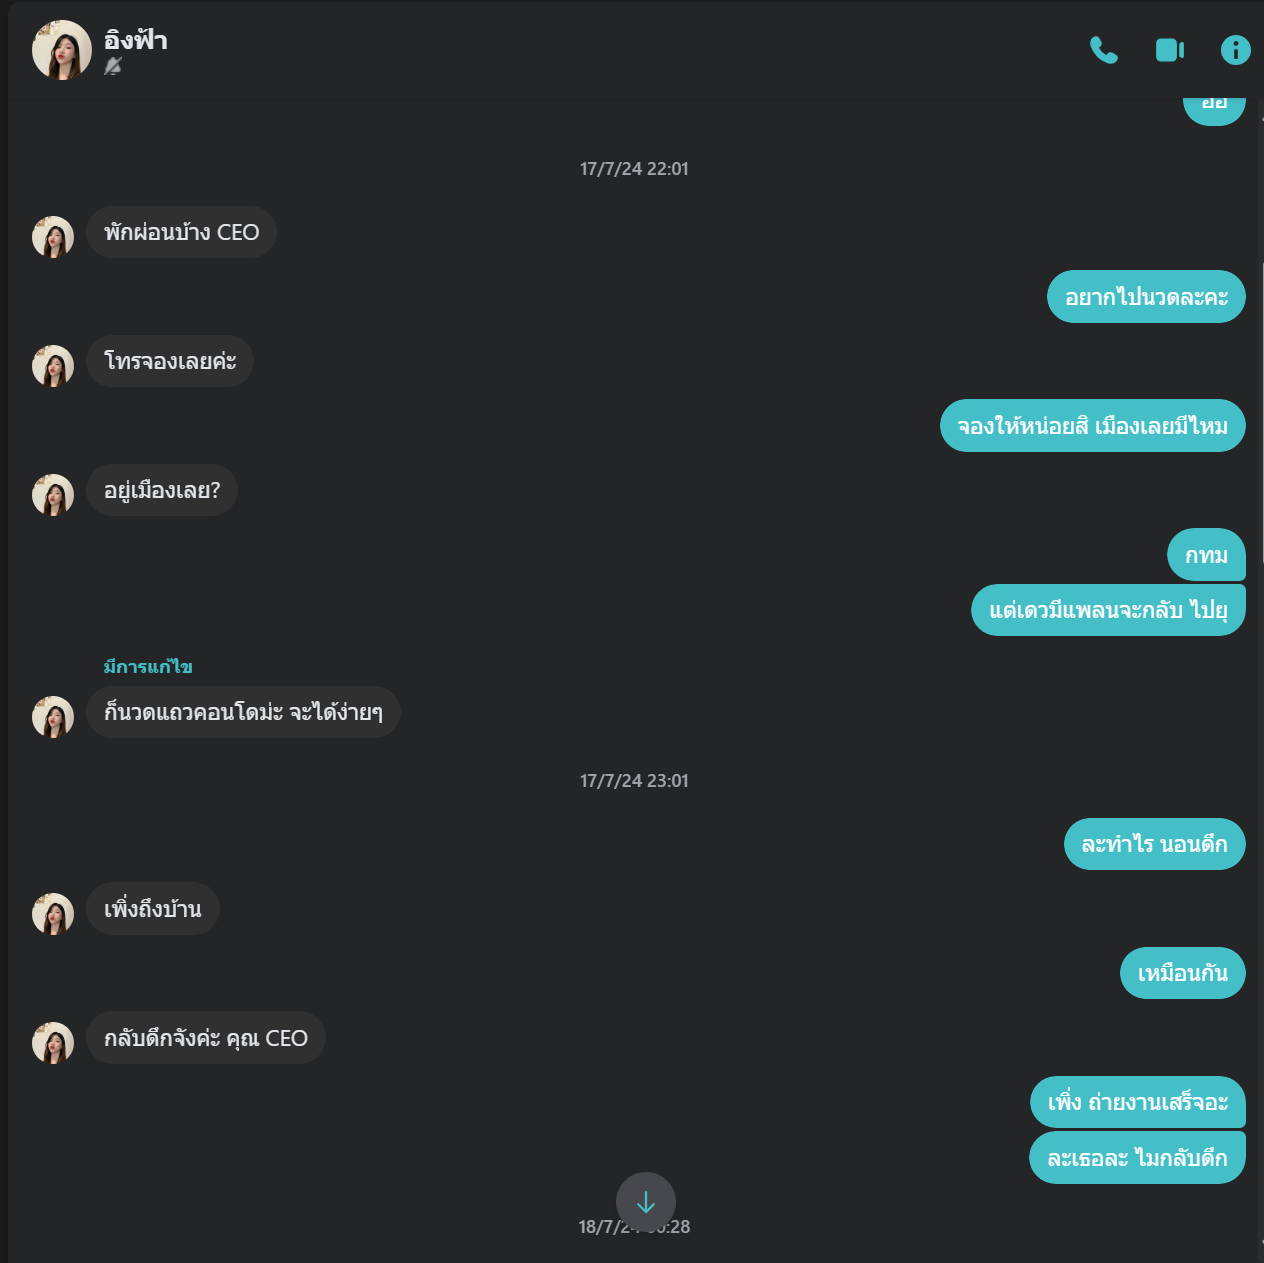 อิงฟ้า
17/7/24 22:01
พักผ่อนบ้าง CEO
อยากไปนวดละคะ
โทรจองเลยค่ะ
จองให้หน่อยสิ เมืองเลยมีไหม
อยู่เมืองเลย?
กทม
แต่เดวมีแพลนจะกลับ ไปยุ
มีการแก้ไข
ก็นวดแถวคอนโดม่ะ จะได้ง่ายๆ
17/7/24 23:01
ละทำไร นอนดึก
เพิ่งถึงบ้าน
เหมือนกัน
กลับดึกจังค่ะ คุณ CEO
เพิ่ง ถ่ายงานเสร็จอะ
ละเธอละ ไมกลับดึก